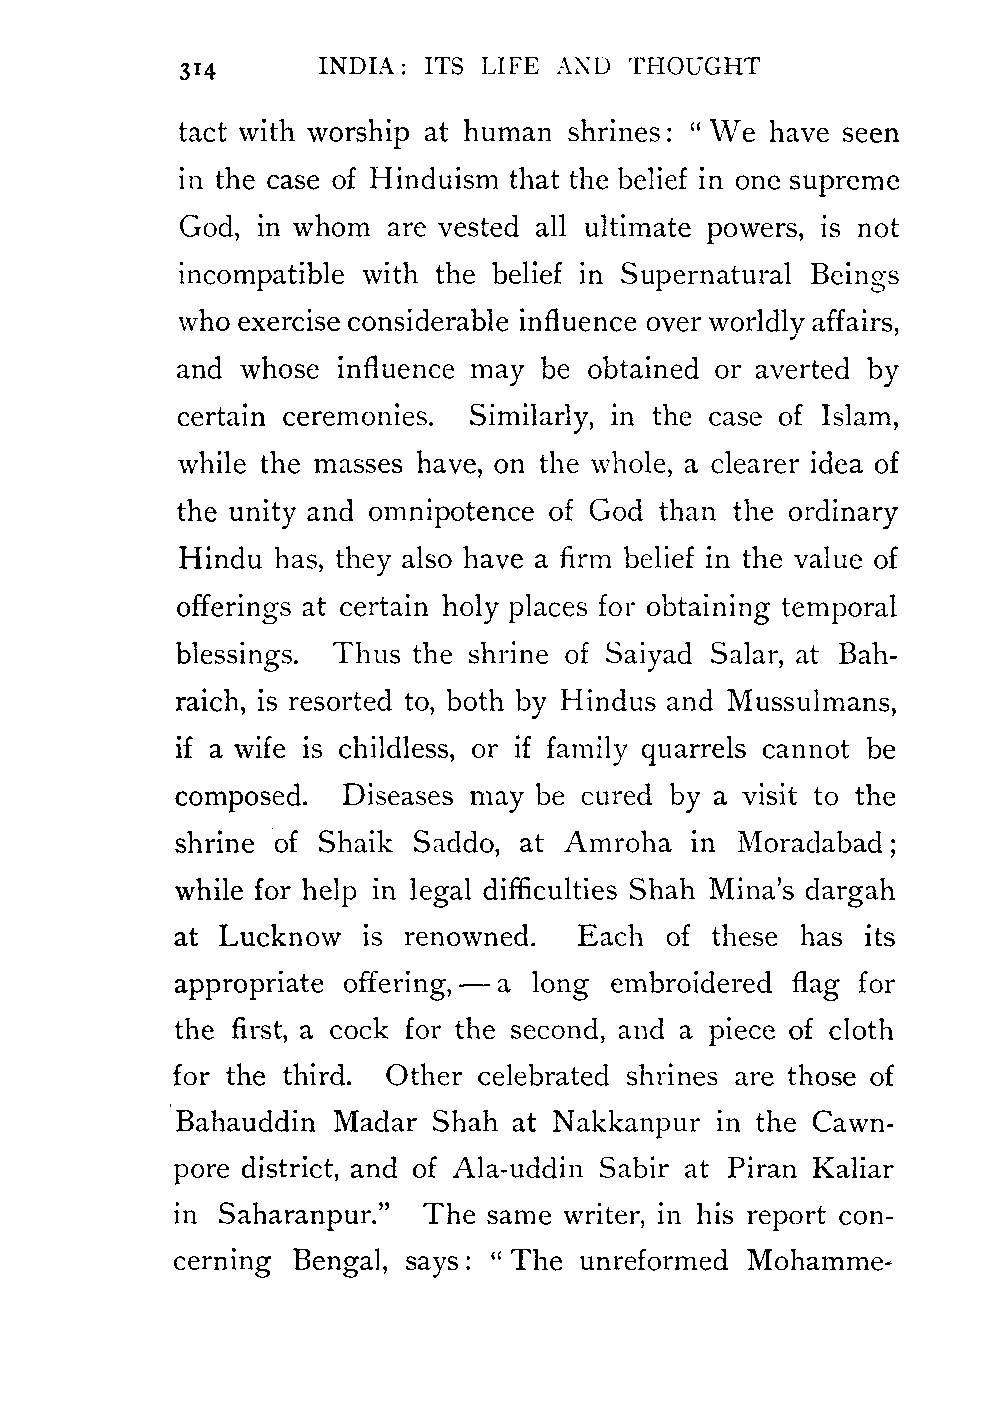 314 INDIA: ITS LIFE AND THOUGHT
tact with worship at human shrines: “We have seen
in the case of Hinduism that the belief in one supreme
God, in whom are vested all ultimate powers, is not
incompatible with the belief in Supernatural Beings
who exercise considerable influence over worldly affairs,
and whose influence may be obtained or averted by
certain ceremonies. Similarly, in the case of Islam,
while the masses have, on the whole, a clearer idea of
the unity and omnipotence of God than the ordinary
Hindu has, they also have a firm belief in the value of
offerings at certain holy places for obtaining temporal
blessings. Thus the shrine of Saiyad Salar, at Bah-
raich, is resorted to, both by Hindus and Mussulmans,
if a wife is childless, or if family quarrels cannot be
composed. Diseases may be cured by a visit to the
shrine of Shaik Saddo, at Amroha in Moradabad;
while for help in legal difficulties Shah Mina’s dargah
at Lucknow is renowned. Each of these has its
appropriate offering,—a long embroidered flag for
the first, a cock for the second, and a piece of cloth
for the third. Other celebrated shrines are those of
Bahauddin Madar Shah at Nakkanpur in the Cawn-
pore district, and of Ala-uddin Sabir at Piran Kaliar
in Saharanpur.” The same writer, in his report con-
cerning Bengal, says: “The unreformed Mohamme-